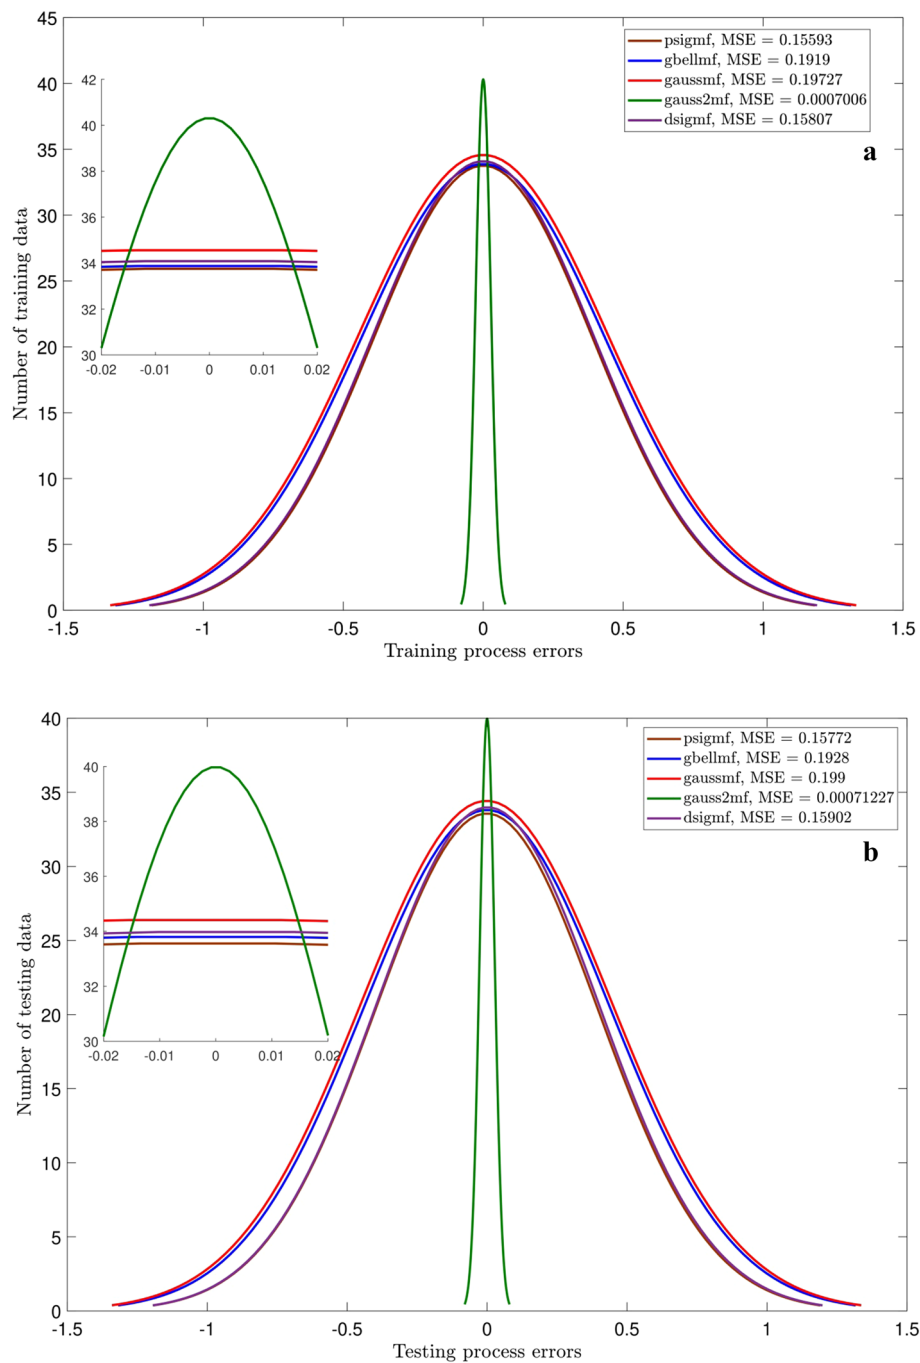 45
40
35
30
25
20
15
10
5
0
Number of training data
psigmf, MSE = 0.15593
gbellmf, MSE = 0.1919
gaussmf, MSE = 0.19727
gauss2mf, MSE = 0.0007006
dsigmf, MSE = 0.15807
a
42
40
38
36
34
32
30
-0.02 -0.01 0 0.01 0.02
-1.5 -1 -0.5 0 0.5 1 1.5
Training process errors
40
35
30
25
20
15
10
5
0
Number of testing data
psigmf, MSE = 0.15772
gbellmf, MSE = 0.1928
gaussmf, MSE = 0.199
gauss2mf, MSE = 0.00071227
dsigmf, MSE = 0.15902
b
40
38
36
34
32
30
-0.02 -0.01 0 0.01 0.02
-1.5 -1 -0.5 0 0.5 1 1.5
Testing process errors